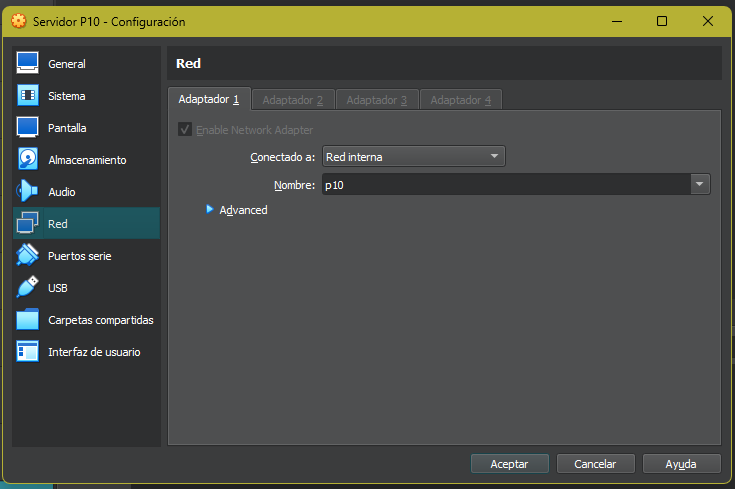 Servidor P10 - Configuración
General
Sistema
Pantalla
Almacenamiento
Audio
Red
Puertos serie
USB
Carpetas compartidas
Interfaz de usuario
Red
Adaptador 1 Adaptador 2 Adaptador 3 Adaptador 4
Enable Network Adapter
Conectado a: Red interna
Nombre: p10
Advanced
Aceptar Cancelar Ayuda